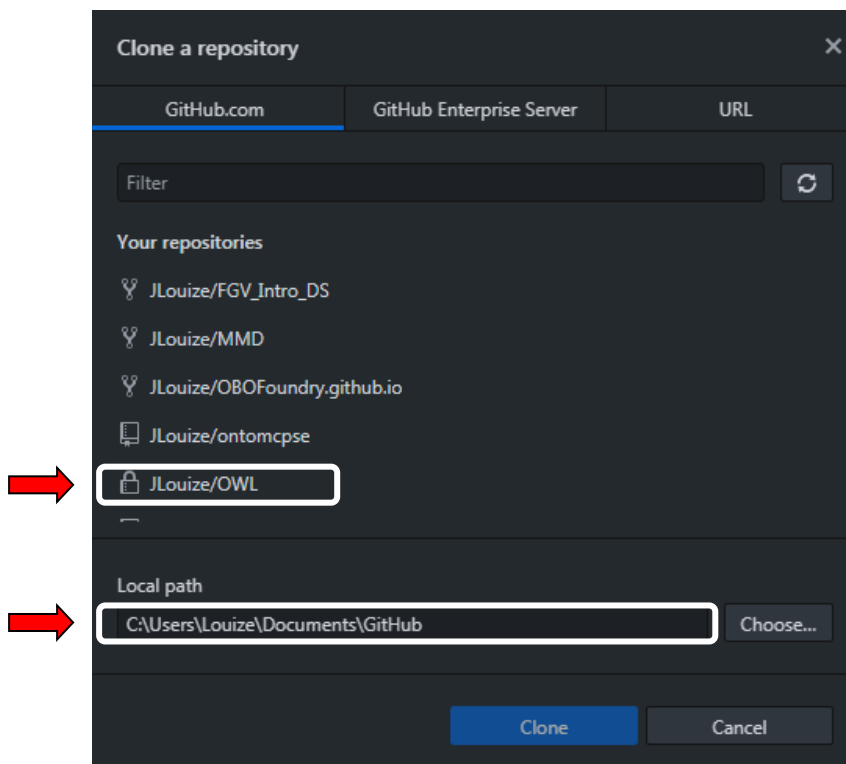 Clone a repository
GitHub.com GitHub Enterprise Server URL
Filter
Your repositories
JLouize/FGV_Intro_DS
JLouize/MMD
JLouize/OBOFoundry.github.io
JLouize/ontomcpse
JLouize/OWL
Local path
C:\Users\Louize\Documents\GitHub Choose...
Clone Cancel